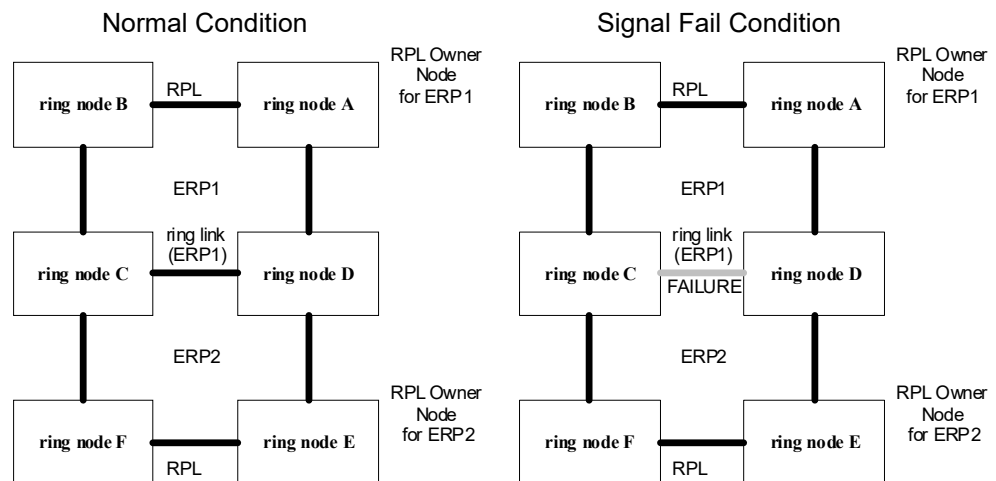 Normal Condition
RPL Owner
Node
for ERP1
ring node B
RPL
ring node A
ERP1
ring link
(ERP1)
ring node C
ring node D
ERP2
RPL Owner
Node
for ERP2
ring node F
RPL
ring node E
Signal Fail Condition
RPL Owner
Node
for ERP1
ring node B
RPL
ring node A
ERP1
ring link
(ERP1)
ring node C
FAILURE
ring node D
ERP2
RPL Owner
Node
for ERP2
ring node F
RPL
ring node E